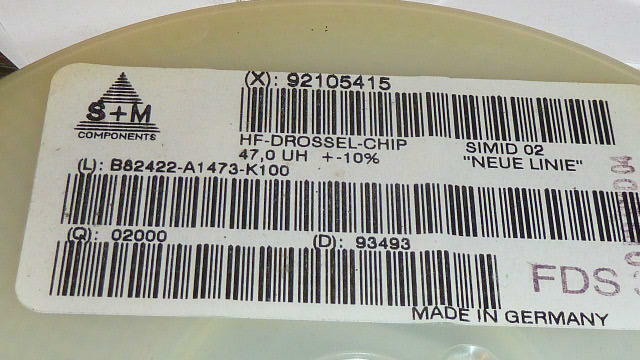 S+M
COMPONENTS
(X): 92105415
HF-DROSSEL-CHIP SIMID 02
47,0 UH +-10% "NEUE LINIE"
(L): B82422-A1473-K100
(Q): 02000 (D): 93493
FDS
MADE IN GERMANY